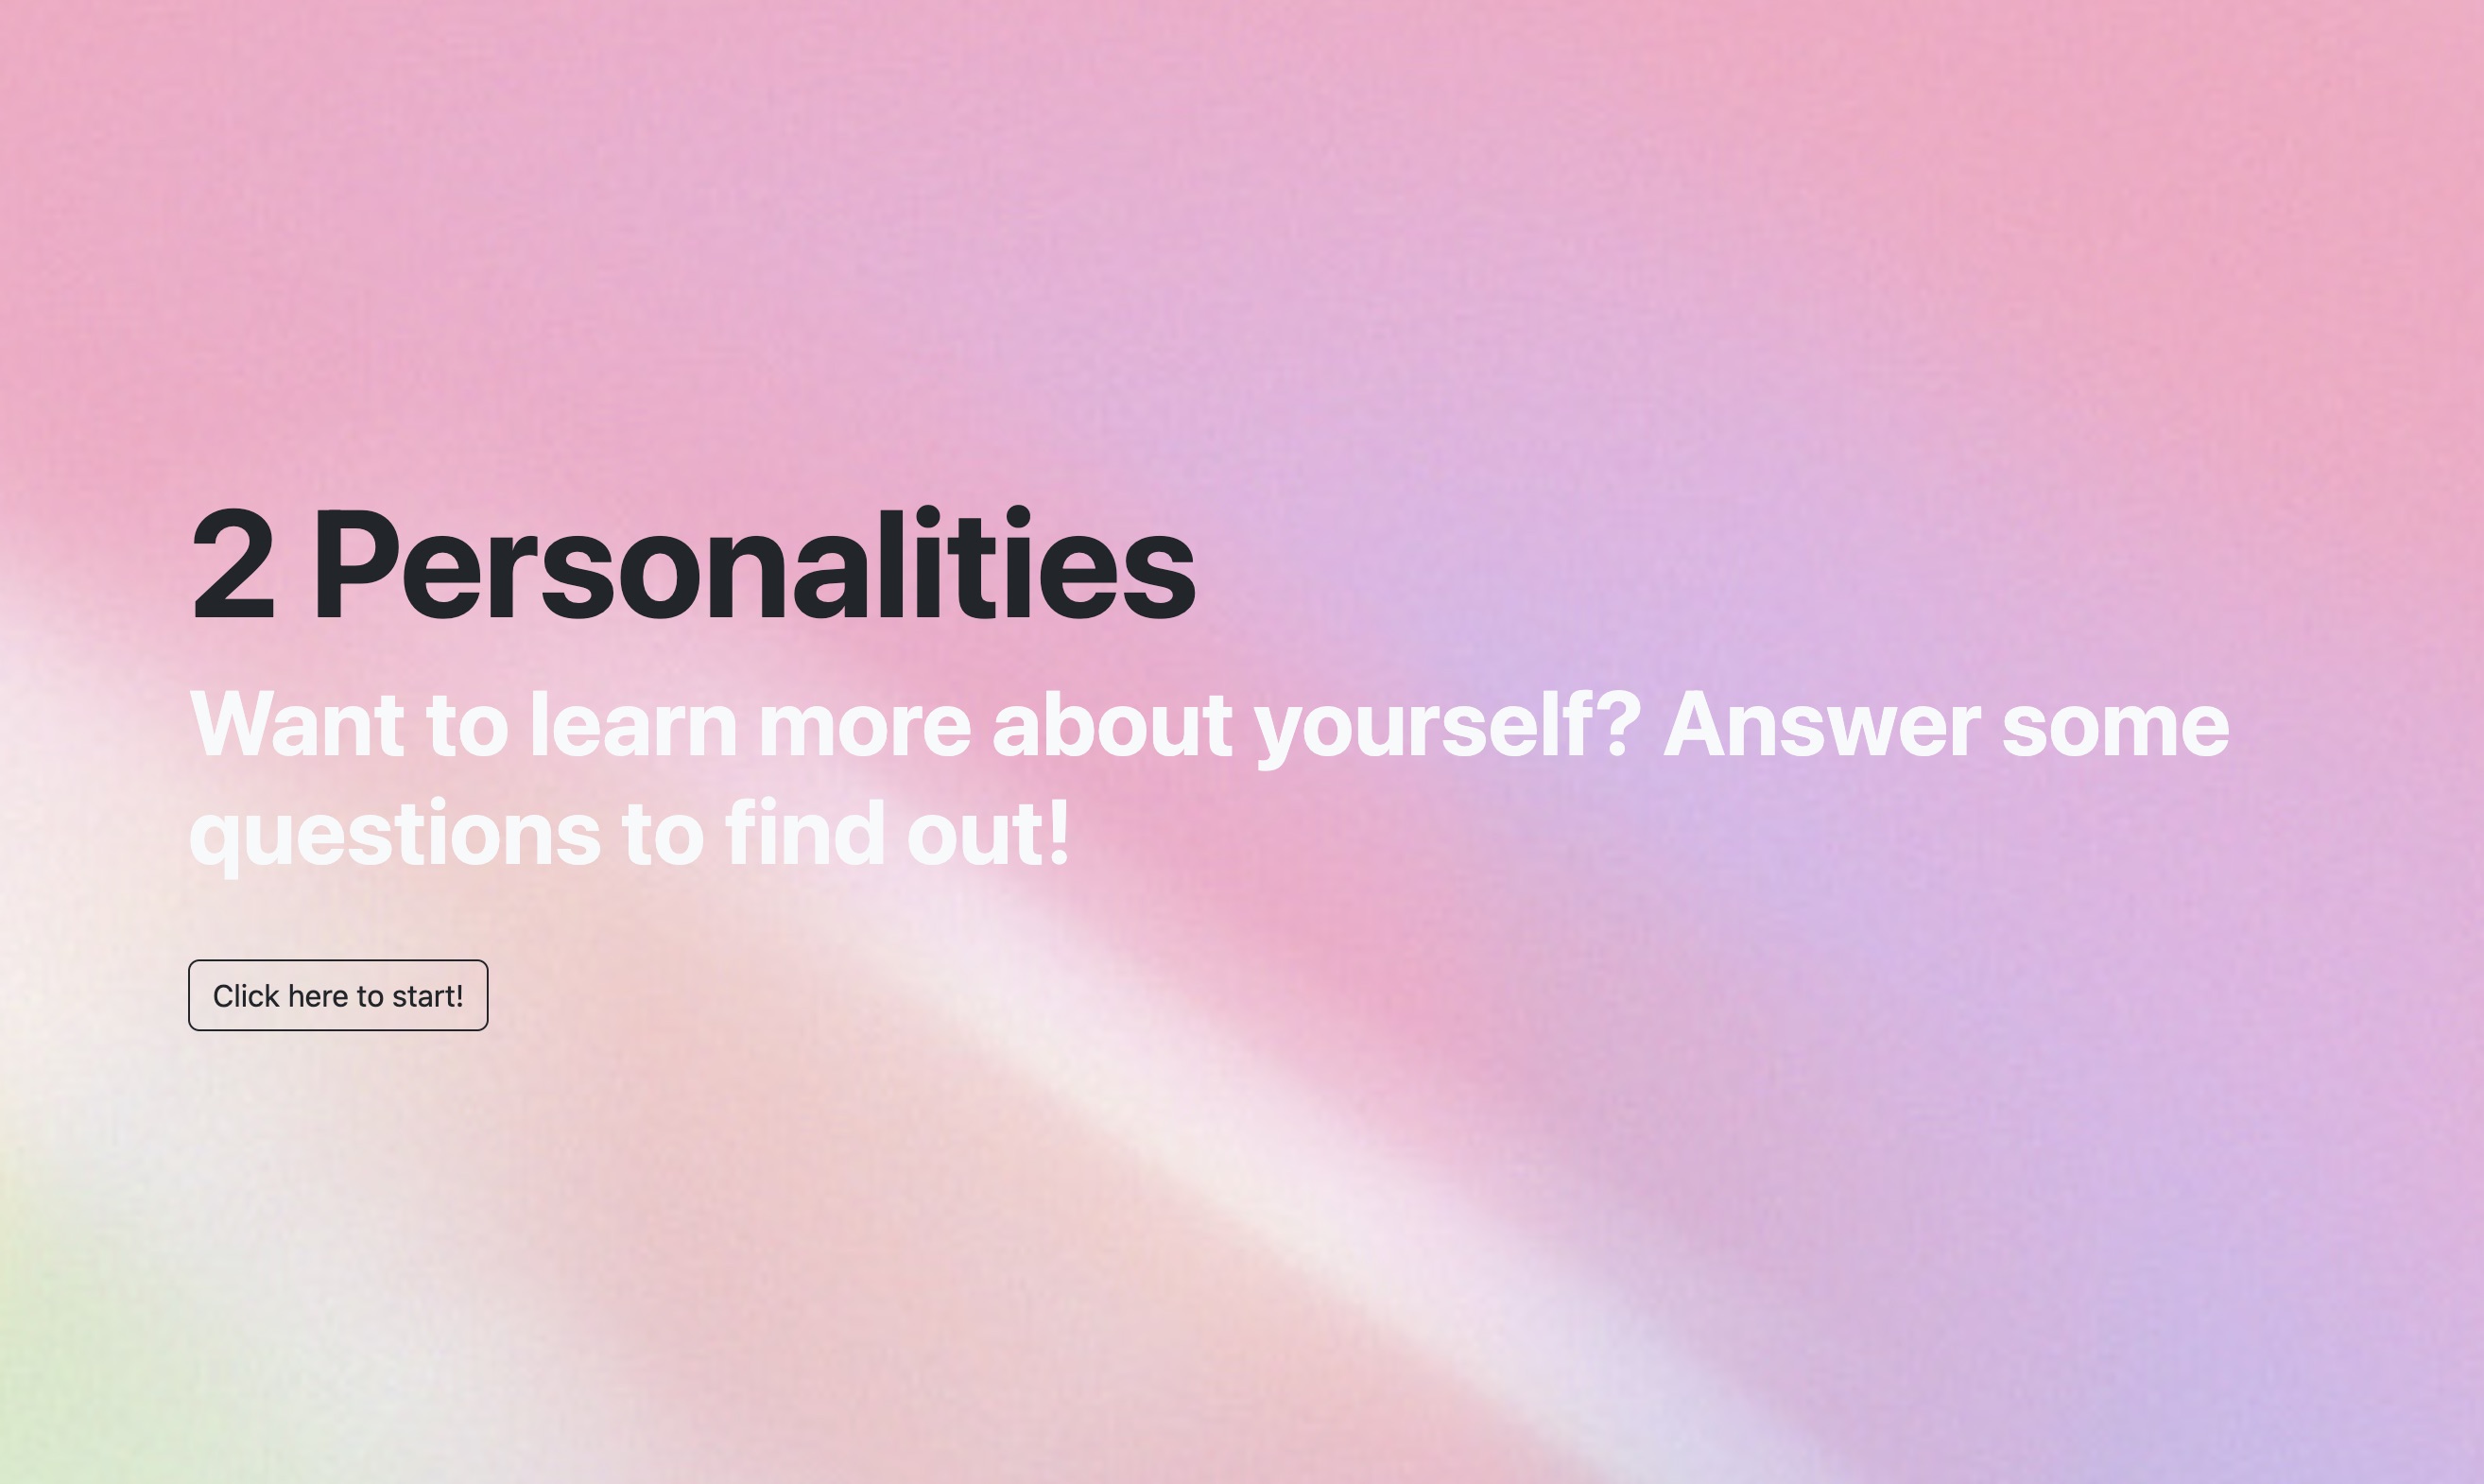 2 Personalities
Want to learn more about yourself? Answer some
questions to find out!
Click here to start!